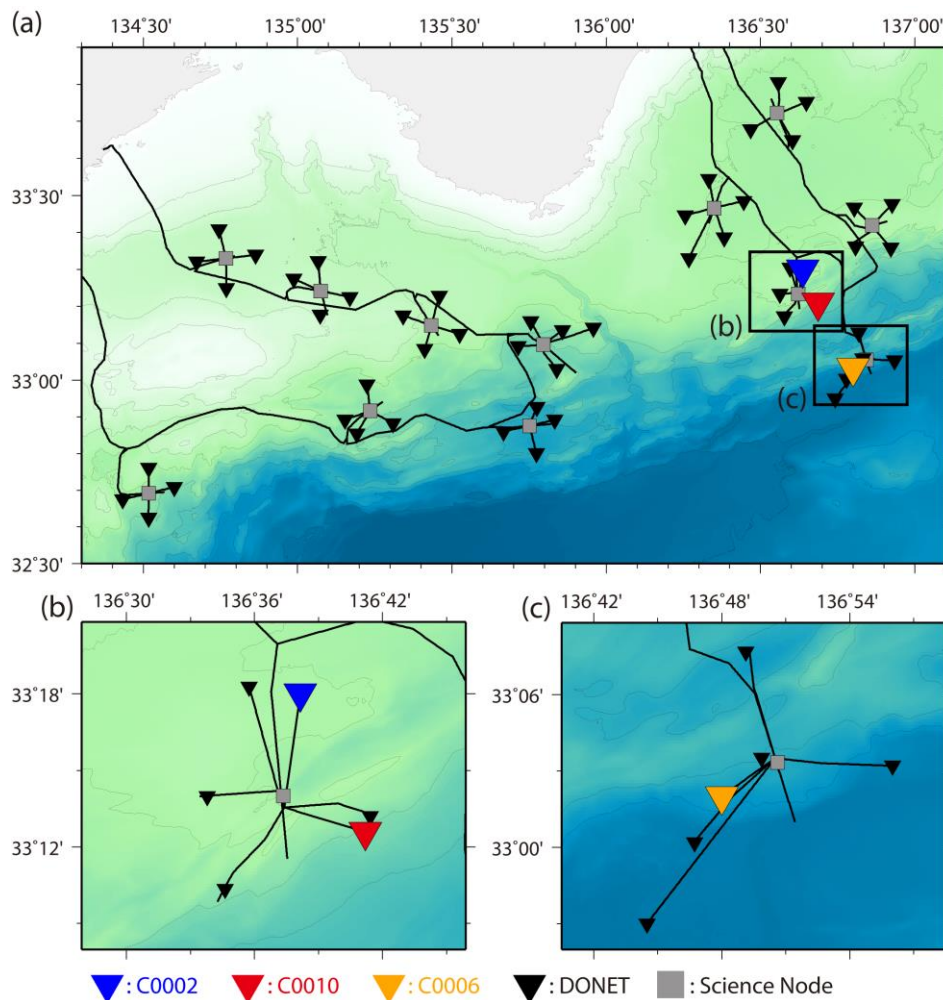 (a)
134°30' 135°00' 135°30' 136°00' 136°30' 137°00'
33°30'
33°00'
32°30'
(b)
(c)
(b) 136°30' 136°36' 136°42'
33°18'
33°12'
(c) 136°42' 136°48' 136°54'
33°06'
33°00'
: C0002 : C0010 : C0006 : DONET : Science Node